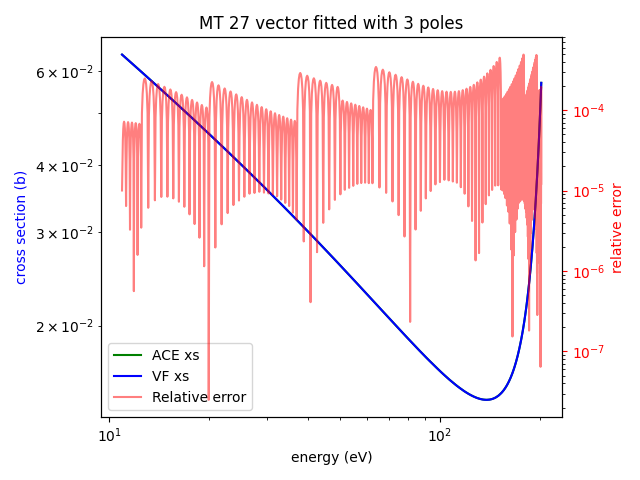 MT 27 vector fitted with 3 poles
cross section (b)
6 × 10⁻²
4 × 10⁻²
3 × 10⁻²
2 × 10⁻²
10⁻⁴
10⁻⁵
10⁻⁶
10⁻⁷
relative error
ACE xs
VF xs
Relative error
10¹
10²
energy (eV)